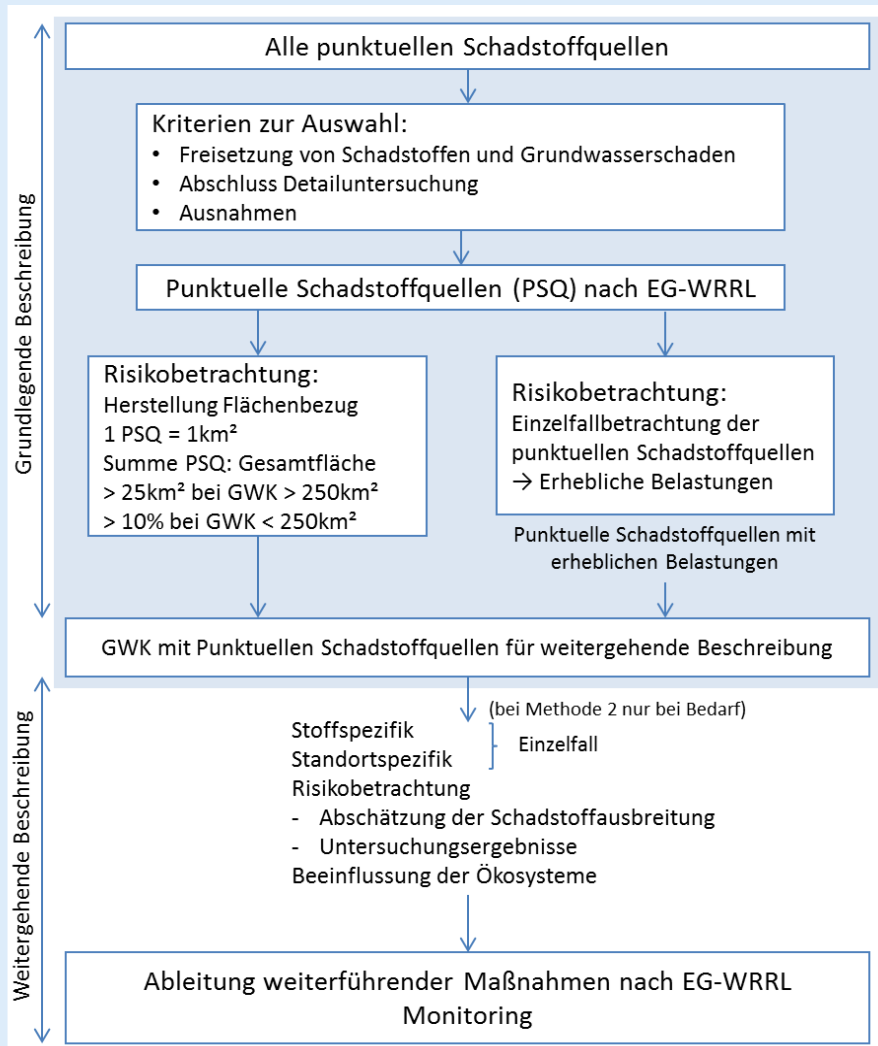 Grundlegende Beschreibung
Alle punktuellen Schadstoffquellen
Kriterien zur Auswahl:
• Freisetzung von Schadstoffen und Grundwasserschaden
• Abschluss Detailuntersuchung
• Ausnahmen
Punktuelle Schadstoffquellen (PSQ) nach EG-WRRL
Risikobetrachtung:
Herstellung Flächenbezug
1 PSQ = 1km²
Summe PSQ: Gesamtfläche
> 25km² bei GWK > 250km²
> 10% bei GWK < 250km²
Risikobetrachtung:
Einzelfallbetrachtung der
punktuellen Schadstoffquellen
→ Erhebliche Belastungen
Punktuelle Schadstoffquellen mit
erheblichen Belastungen
GWK mit Punktuellen Schadstoffquellen für weitergehende Beschreibung
Weitergehende Beschreibung
(bei Methode 2 nur bei Bedarf)
Stoffspezifik
Standortspezifik
Einzelfall
Risikobetrachtung
- Abschätzung der Schadstoffausbreitung
- Untersuchungsergebnisse
Beeinflussung der Ökosysteme
Ableitung weiterführender Maßnahmen nach EG-WRRL
Monitoring